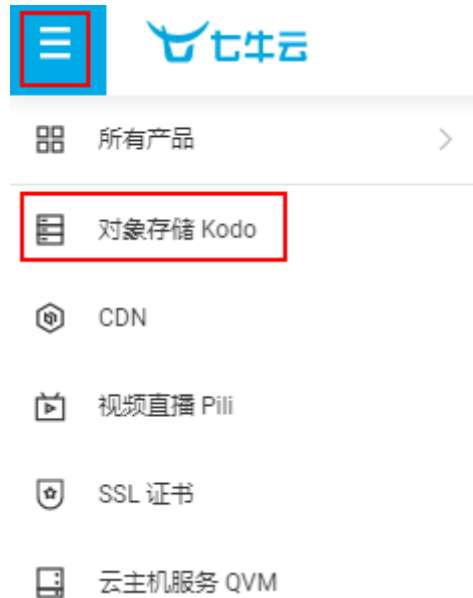 七牛云
所有产品
对象存储 Kodo
CDN
视频直播 Pili
SSL 证书
云主机服务 QVM